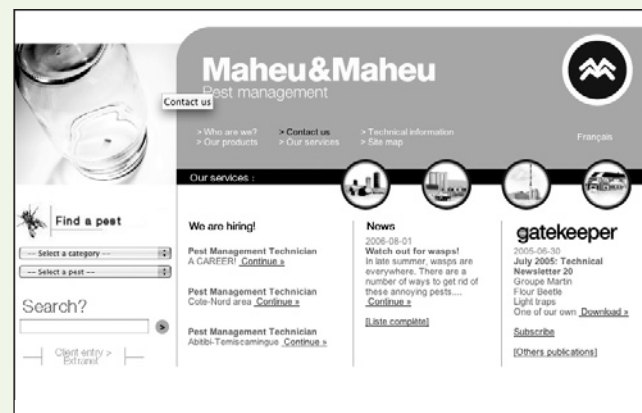 Maheu&Maheu
Pest management
Contact us
> Who are we?
> Our products
> Contact us
> Our services
> Technical information
> Site map
Français
Our services :
Find a pest
--- Select a category ---
--- Select a pest ---
Search?
>
Client entry >
Extranet
We are hiring!
Pest Management Technician
A CAREER! Continue »
Pest Management Technician
Cote-Nord area Continue »
Pest Management Technician
Abitibi-Temiscamingue Continue »
News
2006-08-01
Watch out for wasps!
In late summer, wasps are
everywhere. There are a
number of ways to get rid of
these annoying pests....
Continue »
[Liste complète]
gatekeeper
2005-06-30
July 2005: Technical
Newsletter 20
Groupe Martin
Flour Beetle
Light traps
One of our own Download »
Subscribe
[Others publications]